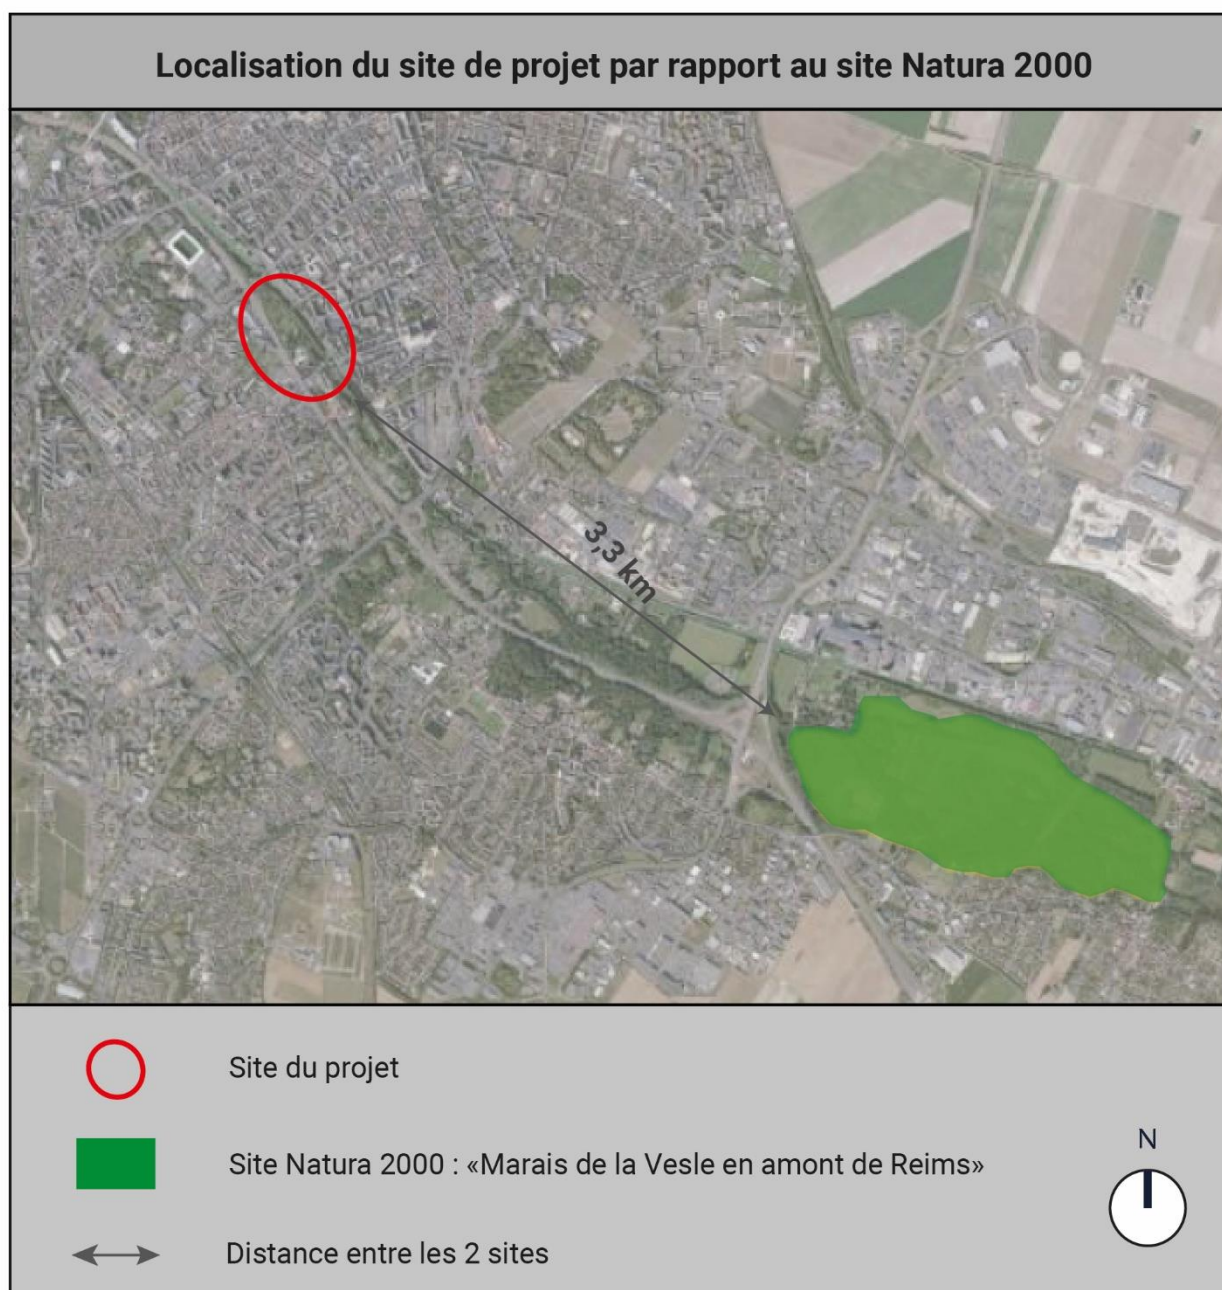 Localisation du site de projet par rapport au site Natura 2000
3,3 km
Site du projet
Site Natura 2000 : «Marais de la Vesle en amont de Reims»
N
Distance entre les 2 sites